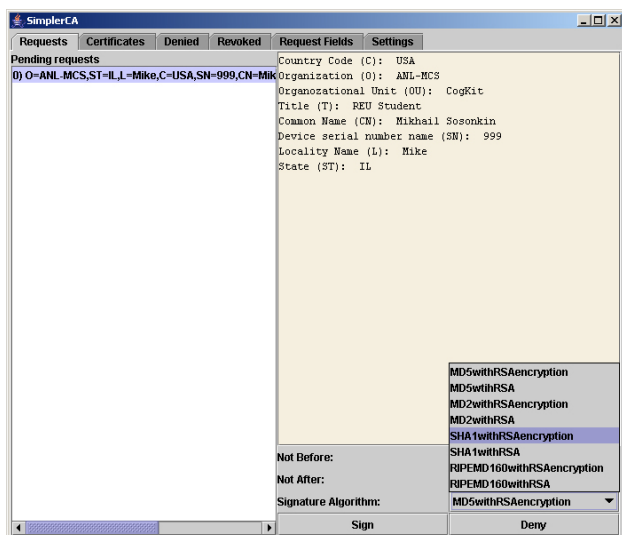 SimplerCA
Requests Certificates Denied Revoked Request Fields Settings
Pending requests
0) O=ANL-MCS,ST=IL,L=Mike,C=USA,SN=999,CN=Mik
Country Code (C): USA
Organization (O): ANL-MCS
Organozational Unit (OU): CogKit
Title (T): REU Student
Common Name (CN): Mikhail Sosonkin
Device serial number name (SN): 999
Locality Name (L): Mike
State (ST): IL
MD5withRSAencryption
MD5wtihRSA
MD2withRSAencryption
MD2withRSA
SHA1withRSAencryption
SHA1withRSA
RIPEMD160withRSAencryption
RIPEMD160withRSA
Not Before:
Not After:
Signature Algorithm: MD5withRSAencryption
Sign Deny